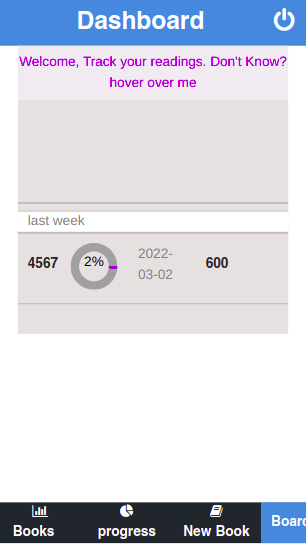 Dashboard
Welcome, Track your readings. Don't Know?
hover over me
last week
4567
2%
2022-
03-02
600
Books
progress
New Book